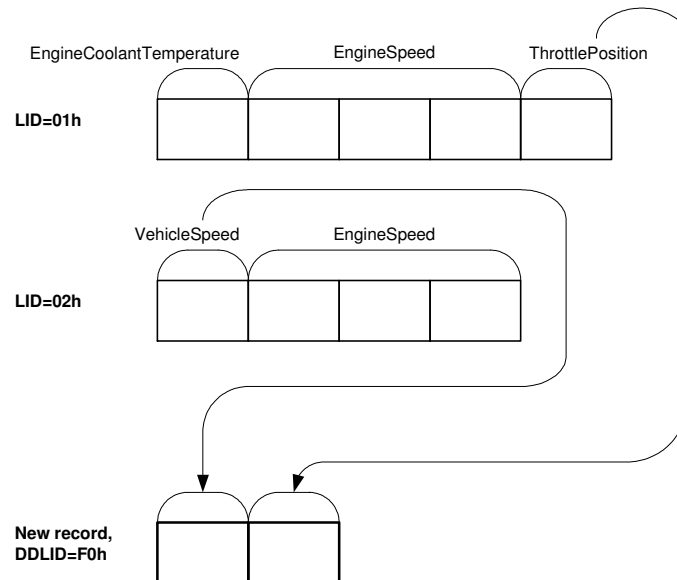 EngineCoolantTemperature EngineSpeed ThrottlePosition
LID=01h
VehicleSpeed EngineSpeed
LID=02h
New record,
DDLID=F0h